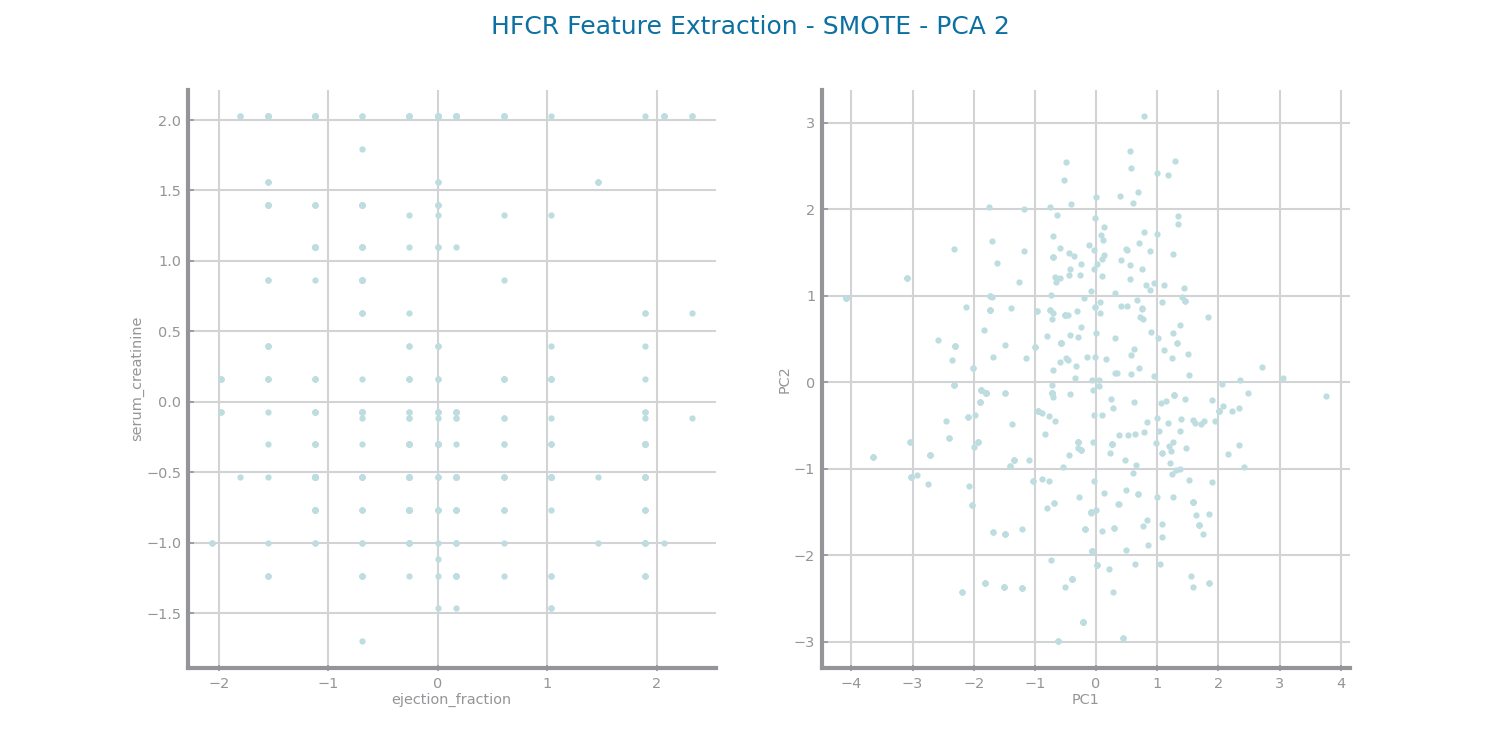 HFCR Feature Extraction - SMOTE - PCA 2
serum_creatinine
2.0
1.5
1.0
0.5
0.0
−0.5
−1.0
−1.5
−2 −1 0 1 2
ejection_fraction
PC2
3
2
1
0
−1
−2
−3
−4 −3 −2 −1 0 1 2 3 4
PC1